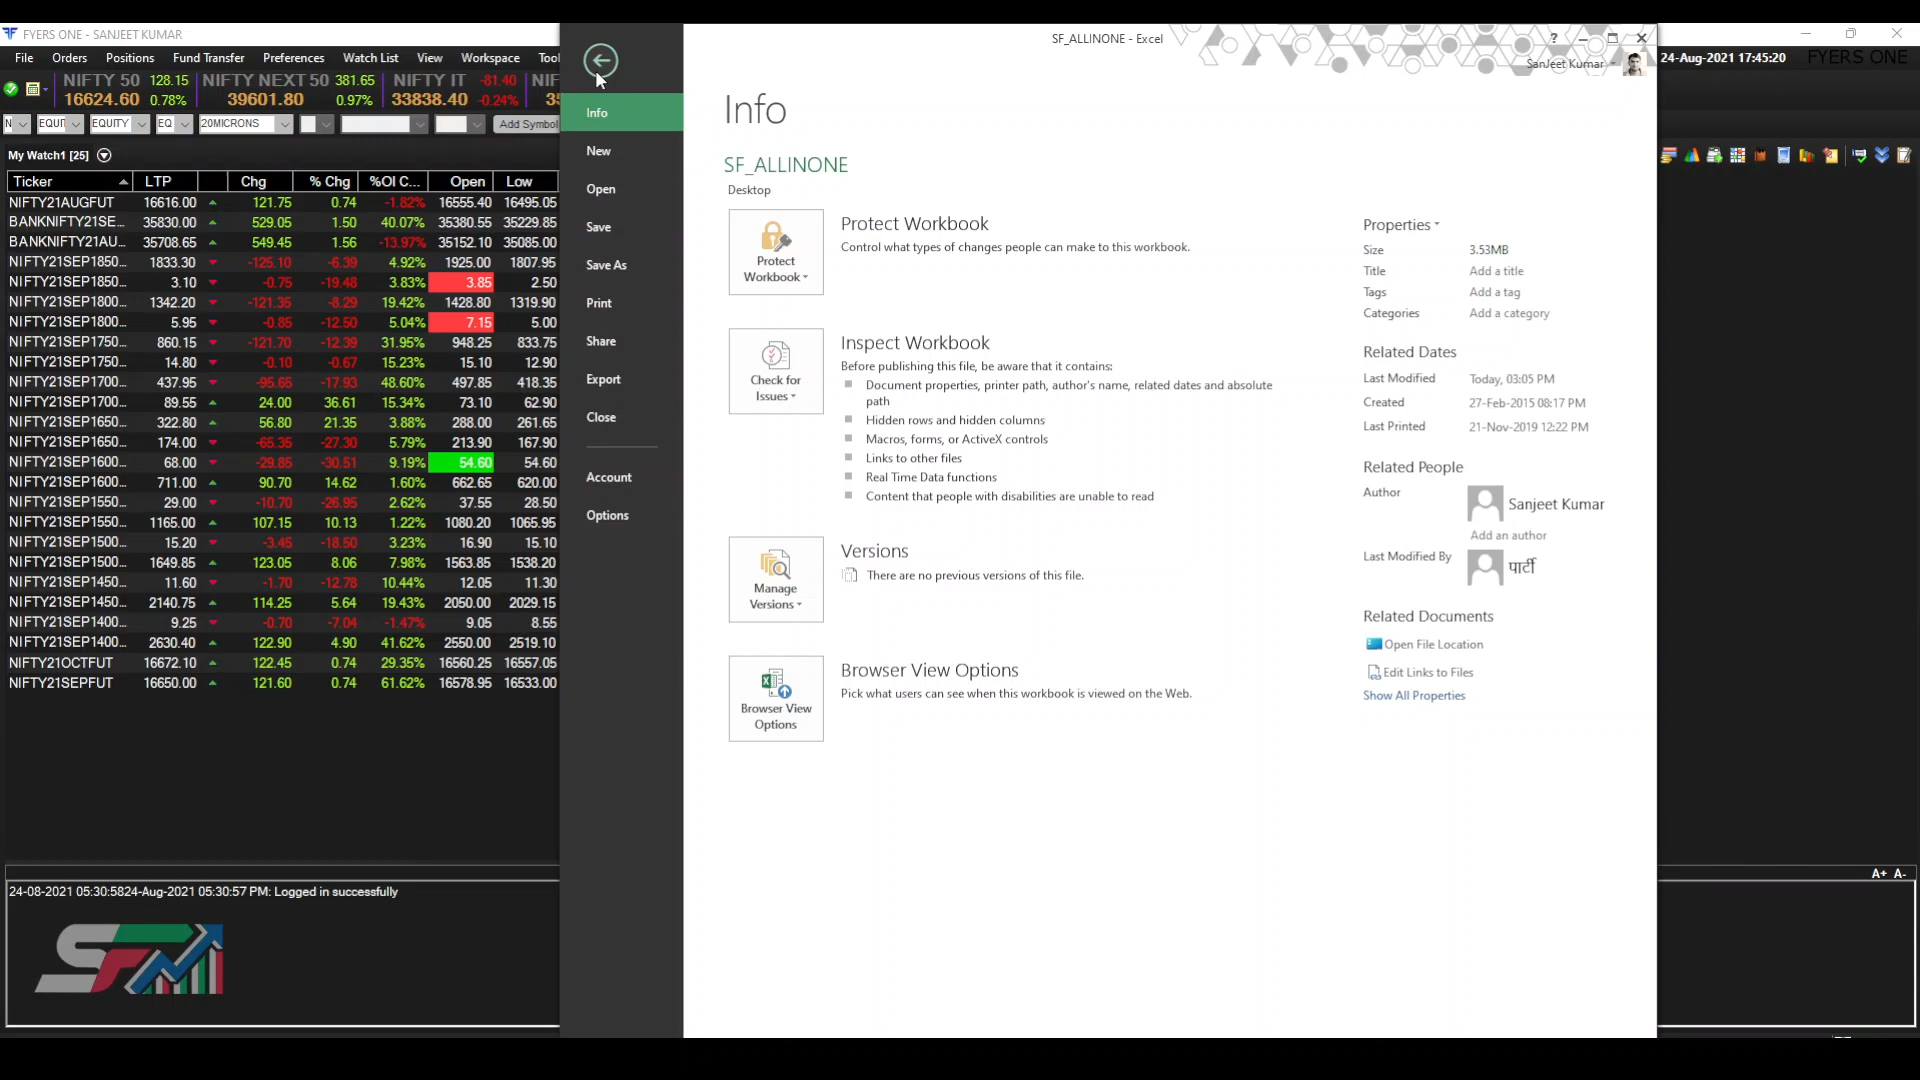 FYERS ONE - SANJEET KUMAR
File Orders Positions Fund Transfer Preferences Watch List View Workspace Tool
NIFTY 50 128.15 NIFTY NEXT 50 381.65 NIFTY IT -81.40 NIF
16624.60 0.78% 39601.80 0.97% 33838.40 -0.24% 3
N EQUIT EQUITY EQ 20MICRONS Add Symbol
My Watch1 [25]
Ticker LTP Chg % Chg %OI C... Open Low
NIFTY21AUGFUT 16616.00 121.75 0.74 -1.82% 16555.40 16495.05
BANKNIFTY21SE... 35830.00 529.05 1.50 40.07% 35380.55 35229.85
BANKNIFTY21AU... 35708.65 549.45 1.56 -13.97% 35152.10 35085.00
NIFTY21SEP1850... 1833.30 -125.10 -6.39 4.92% 1925.00 1807.95
NIFTY21SEP1850... 3.10 -0.75 -19.48 3.83% 3.85 2.50
NIFTY21SEP1800... 1342.20 -121.35 -8.29 19.42% 1428.80 1319.90
NIFTY21SEP1800... 5.95 -0.85 -12.50 5.04% 7.15 5.00
NIFTY21SEP1750... 860.15 -121.70 -12.39 31.95% 948.25 833.75
NIFTY21SEP1750... 14.80 -0.10 -0.67 15.23% 15.10 12.90
NIFTY21SEP1700... 437.95 -95.65 -17.93 48.60% 497.85 418.35
NIFTY21SEP1700... 89.55 24.00 36.61 15.34% 73.10 62.90
NIFTY21SEP1650... 322.80 56.80 21.35 3.88% 288.00 261.65
NIFTY21SEP1650... 174.00 -65.35 -27.30 5.79% 213.90 167.90
NIFTY21SEP1600... 68.00 -29.85 -30.51 9.19% 54.60 54.60
NIFTY21SEP1600... 711.00 90.70 14.62 1.60% 662.65 620.00
NIFTY21SEP1550... 29.00 -10.70 -26.95 2.62% 37.55 28.50
NIFTY21SEP1550... 1165.00 107.15 10.13 1.22% 1080.20 1065.95
NIFTY21SEP1500... 15.20 -3.45 -18.50 3.23% 16.90 15.10
NIFTY21SEP1500... 1649.85 123.05 8.06 7.98% 1563.85 1538.20
NIFTY21SEP1450... 11.60 -1.70 -12.78 10.44% 12.05 11.30
NIFTY21SEP1450... 2140.75 114.25 5.64 19.43% 2050.00 2029.15
NIFTY21SEP1400... 9.25 -0.70 -7.04 -1.47% 9.05 8.55
NIFTY21SEP1400... 2630.40 122.90 4.90 41.62% 2550.00 2519.10
NIFTY21OCTFUT 16672.10 122.45 0.74 29.35% 16560.25 16557.05
NIFTY21SEPFUT 16650.00 121.60 0.74 61.62% 16578.95 16533.00
24-08-2021 05:30:5824-Aug-2021 05:30:57 PM: Logged in successfully
SFM
Info
New
Open
Save
Save As
Print
Share
Export
Close
Account
Options
SF_ALLINONE - Excel
?
Sanjeet Kumar
Info
SF_ALLINONE
Desktop
Protect
Workbook
Protect Workbook
Control what types of changes people can make to this workbook.
Check for
Issues
Inspect Workbook
Before publishing this file, be aware that it contains:
Document properties, printer path, author's name, related dates and absolute
path
Hidden rows and hidden columns
Macros, forms, or ActiveX controls
Links to other files
Real Time Data functions
Content that people with disabilities are unable to read
Manage
Versions
Versions
There are no previous versions of this file.
Browser View
Options
Browser View Options
Pick what users can see when this workbook is viewed on the Web.
Properties
Size 3.53MB
Title Add a title
Tags Add a tag
Categories Add a category
Related Dates
Last Modified Today, 03:05 PM
Created 27-Feb-2015 08:17 PM
Last Printed 21-Nov-2019 12:22 PM
Related People
Author Sanjeet Kumar
Add an author
Last Modified By पार्टी
Related Documents
Open File Location
Edit Links to Files
Show All Properties
24-Aug-2021 17:45:20 FYERS ONE
A+ A-